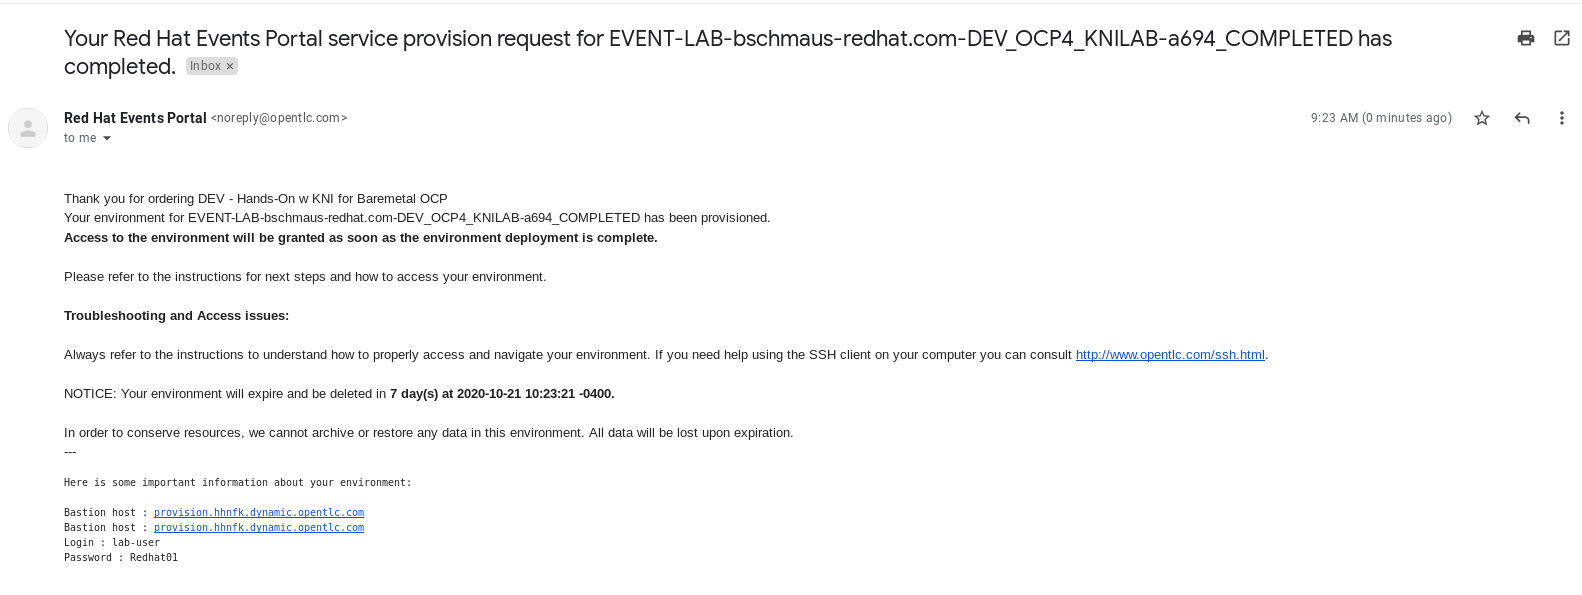 Your Red Hat Events Portal service provision request for EVENT-LAB-bschmaus-redhat.com-DEV_OCP4_KNILAB-a694_COMPLETED has
completed. Inbox ×
Red Hat Events Portal <noreply@opentlc.com>
9:23 AM (0 minutes ago)
to me
Thank you for ordering DEV - Hands-On w KNI for Baremetal OCP
Your environment for EVENT-LAB-bschmaus-redhat.com-DEV_OCP4_KNILAB-a694_COMPLETED has been provisioned.
Access to the environment will be granted as soon as the environment deployment is complete.
Please refer to the instructions for next steps and how to access your environment.
Troubleshooting and Access issues:
Always refer to the instructions to understand how to properly access and navigate your environment. If you need help using the SSH client on your computer you can consult http://www.opentlc.com/ssh.html.
NOTICE: Your environment will expire and be deleted in 7 day(s) at 2020-10-21 10:23:21 -0400.
In order to conserve resources, we cannot archive or restore any data in this environment. All data will be lost upon expiration.
---
Here is some important information about your environment:
Bastion host : provision.hhnfk.dynamic.opentlc.com
Bastion host : provision.hhnfk.dynamic.opentlc.com
Login : lab-user
Password : Redhat01